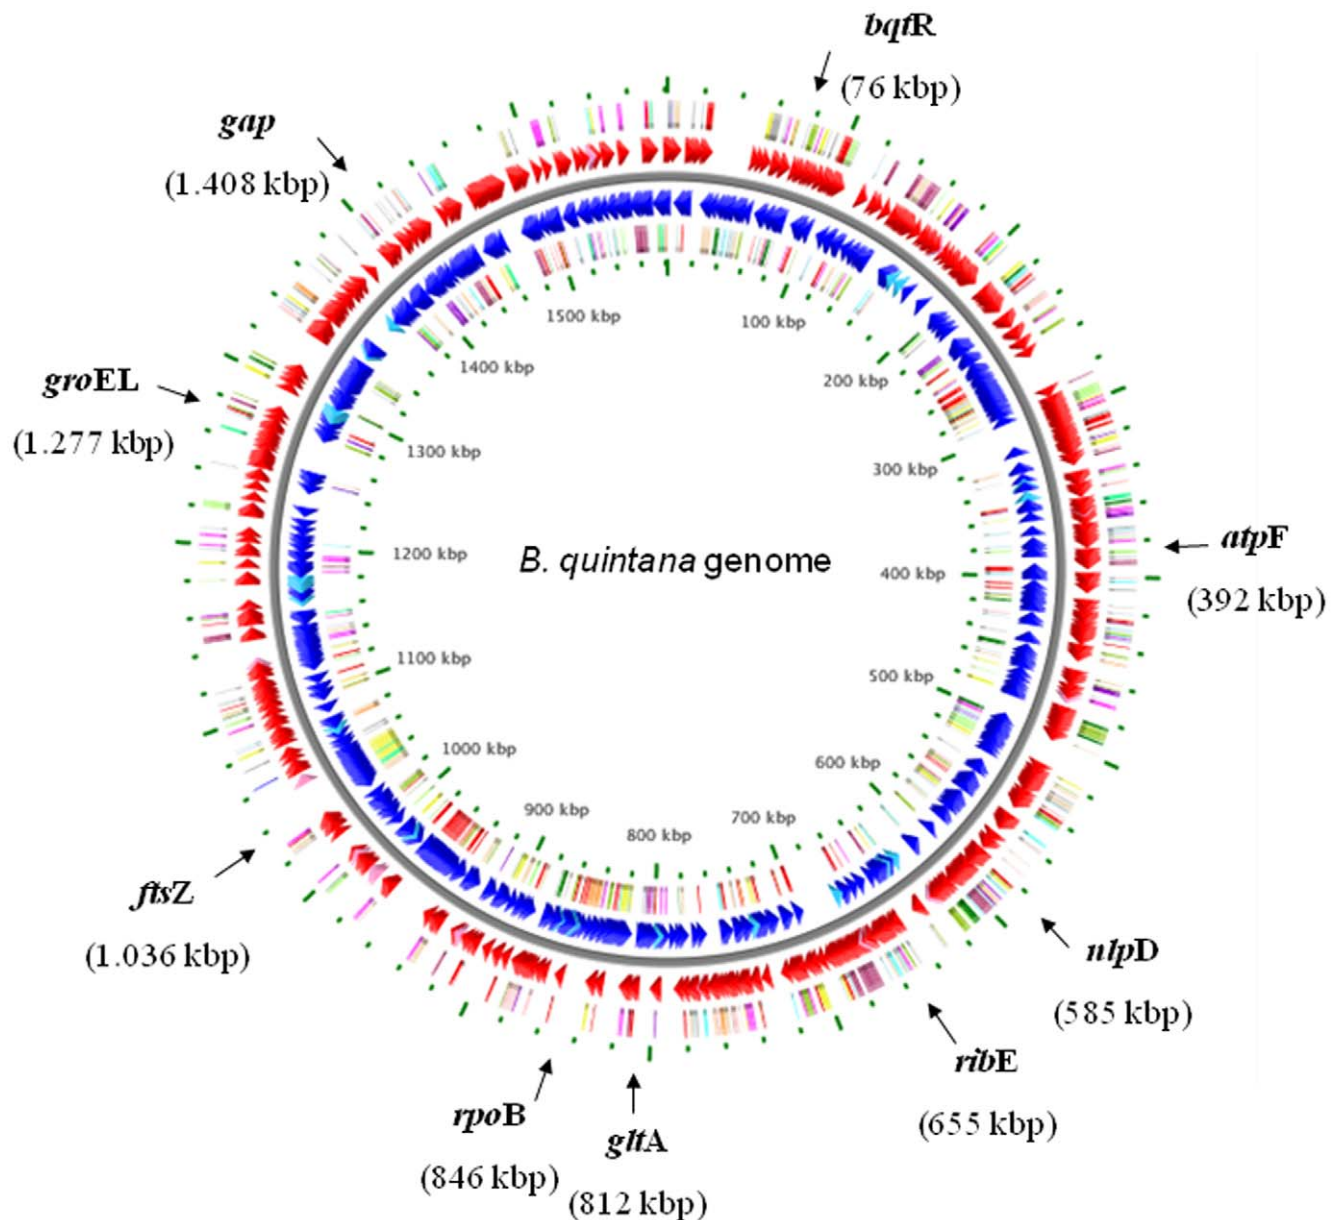 bqtR
(76 kbp)
gap
(1.408 kbp)
groEL
(1.277 kbp)
1500 kbp
100 kbp
1400 kbp
200 kbp
1300 kbp
300 kbp
1200 kbp
B. quintana genome
400 kbp
atpF
(392 kbp)
1100 kbp
500 kbp
1000 kbp
600 kbp
900 kbp
800 kbp
700 kbp
ftsZ
(1.036 kbp)
nlpD
(585 kbp)
ribE
(655 kbp)
rpoB
(846 kbp)
gltA
(812 kbp)